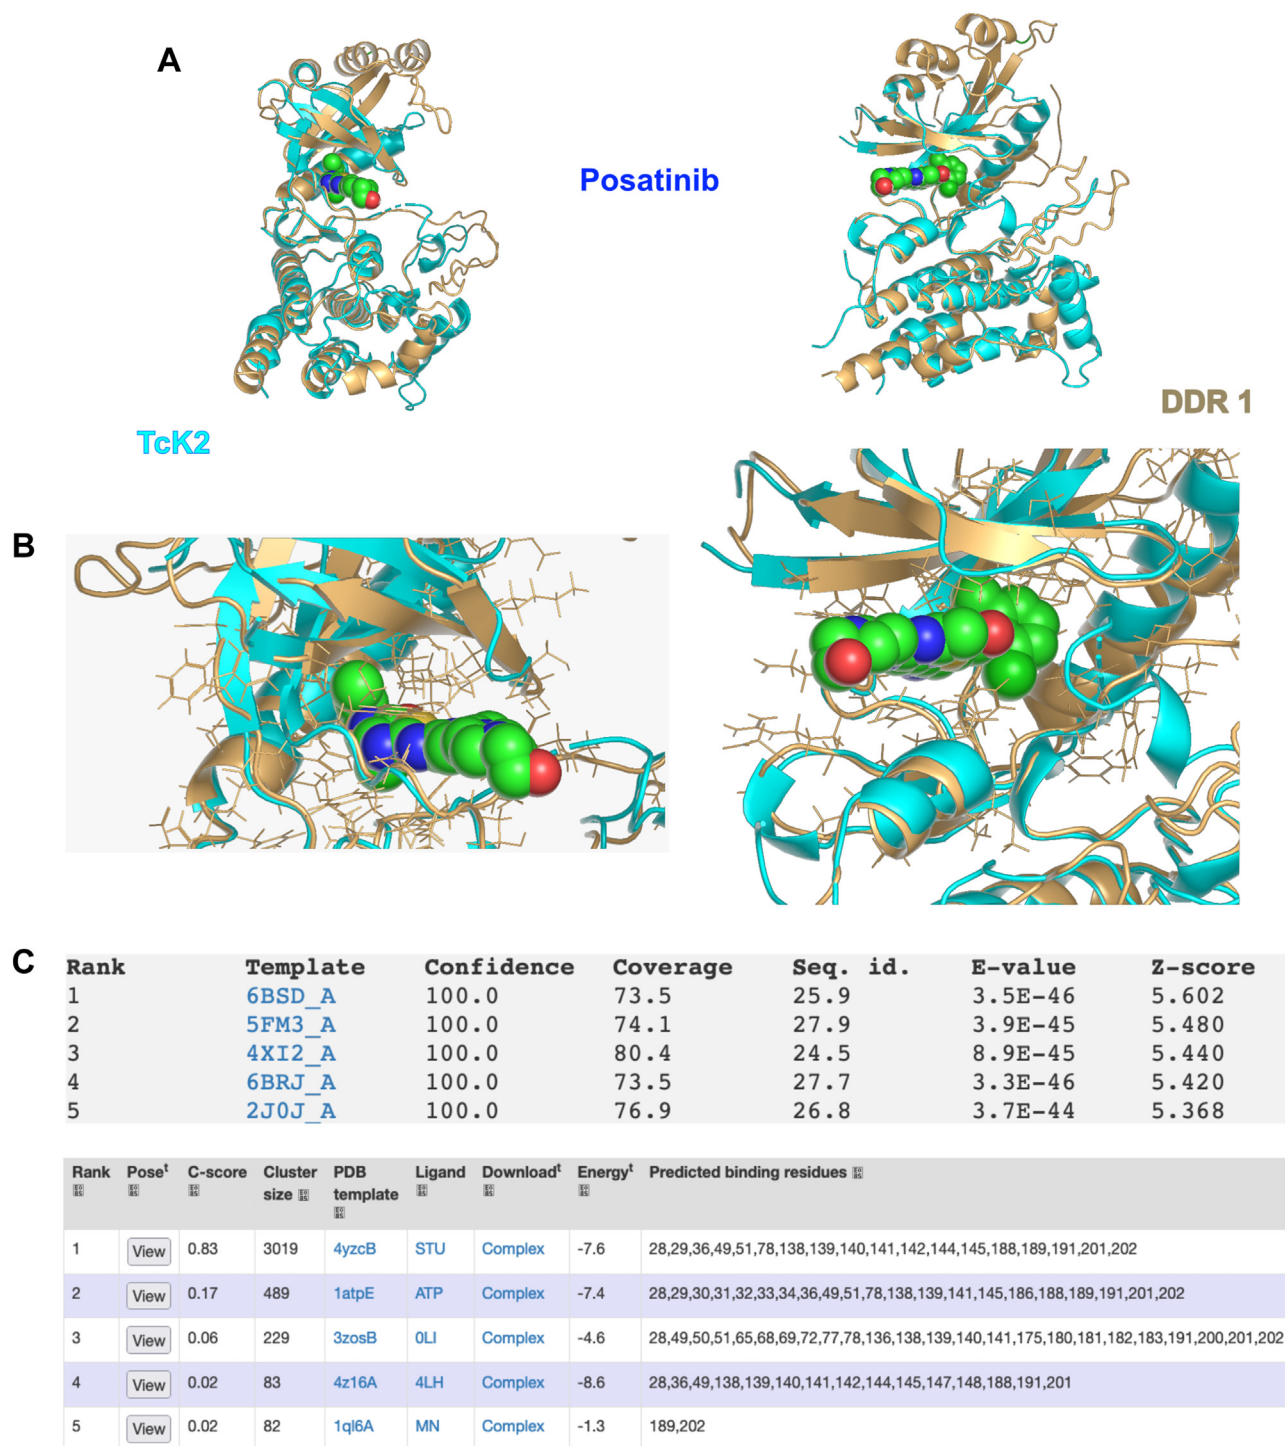 A
Posatinib
DDR 1
TcK2
B
C
Rank Template Confidence Coverage Seq. id. E-value Z-score
1 6BSD_A 100.0 73.5 25.9 3.5E-46 5.602
2 5FM3_A 100.0 74.1 27.9 3.9E-45 5.480
3 4XI2_A 100.0 80.4 24.5 8.9E-45 5.440
4 6BRJ_A 100.0 73.5 27.7 3.3E-46 5.420
5 2J0J_A 100.0 76.9 26.8 3.7E-44 5.368
Rank Poseᵗ C-score Cluster size PDB template Ligand Downloadᵗ Energyᵗ Predicted binding residues
1 View 0.83 3019 4yzcB STU Complex -7.6 28,29,36,49,51,78,138,139,140,141,142,144,145,188,189,191,201,202
2 View 0.17 489 1atpE ATP Complex -7.4 28,29,30,31,32,33,34,36,49,51,78,138,139,141,145,186,188,189,191,201,202
3 View 0.06 229 3zosB 0LI Complex -4.6 28,49,50,51,65,68,69,72,77,78,136,138,139,140,141,175,180,181,182,183,191,200,201,202
4 View 0.02 83 4z16A 4LH Complex -8.6 28,36,49,138,139,140,141,142,144,145,147,148,188,191,201
5 View 0.02 82 1ql6A MN Complex -1.3 189,202